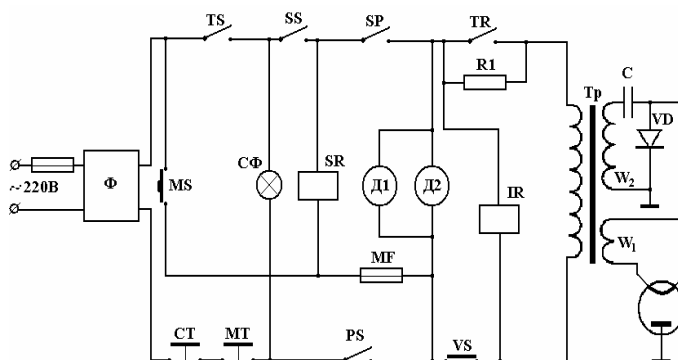 TS SS SP TR
R1
Тр C
VD
СФ SR Д1 Д2 IR
Ф MS
~220В
W₂
W₁
MF
CT MT PS VS